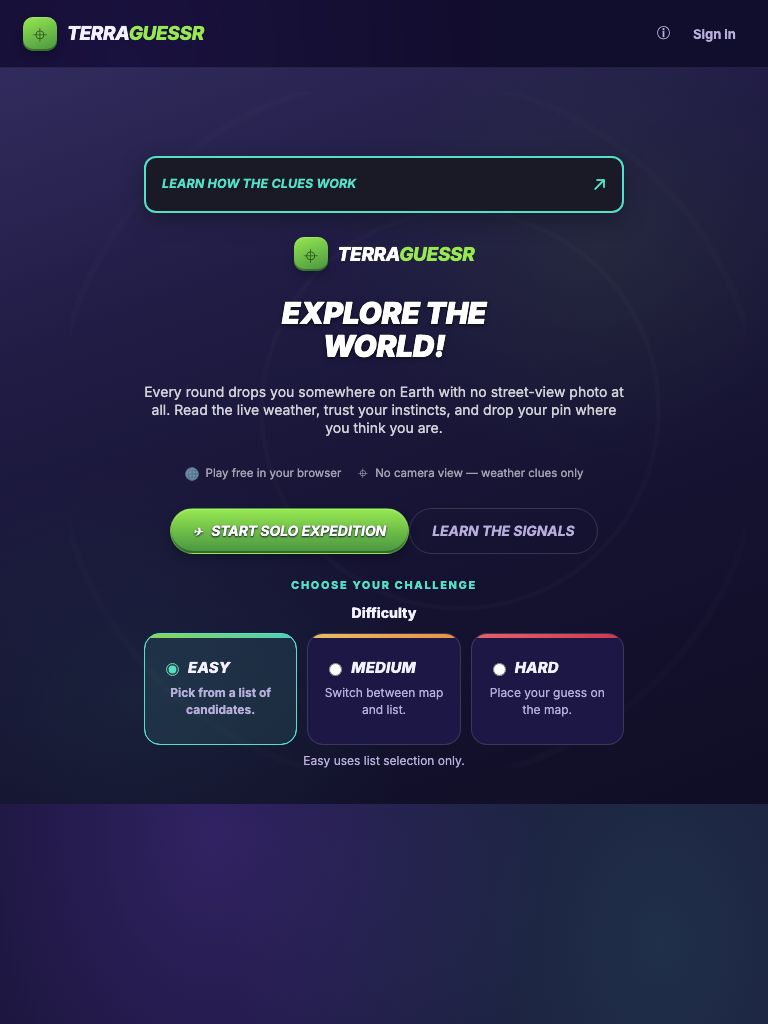 TERRAGUESSR
Sign in
LEARN HOW THE CLUES WORK
TERRAGUESSR
EXPLORE THE
WORLD!
Every round drops you somewhere on Earth with no street-view photo at
all. Read the live weather, trust your instincts, and drop your pin where
you think you are.
Play free in your browser
No camera view — weather clues only
START SOLO EXPEDITION
LEARN THE SIGNALS
CHOOSE YOUR CHALLENGE
Difficulty
EASY
Pick from a list of
candidates.
MEDIUM
Switch between map
and list.
HARD
Place your guess on
the map.
Easy uses list selection only.